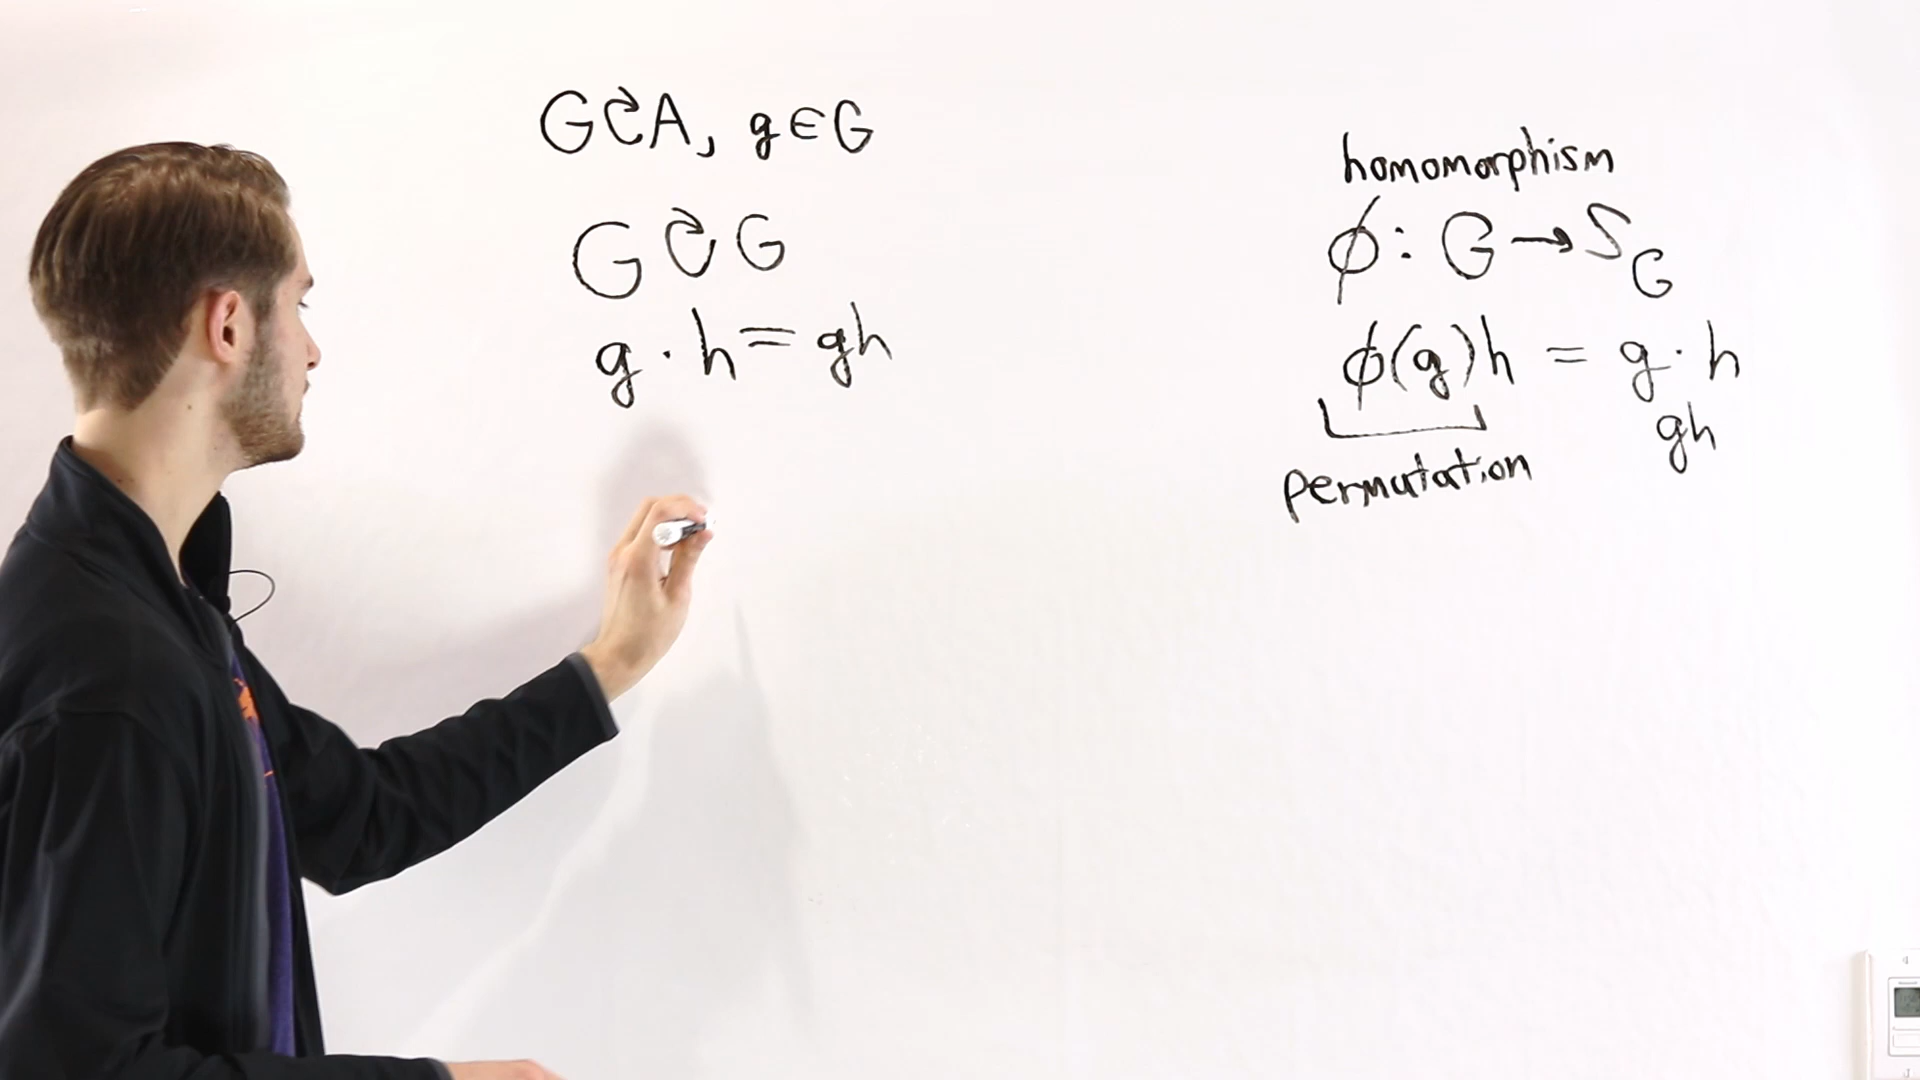 G↻A, g∈G
G↻G
g · h = gh
homomorphism
ϕ: G → S_G
ϕ(g)h = g · h
gh
permutation